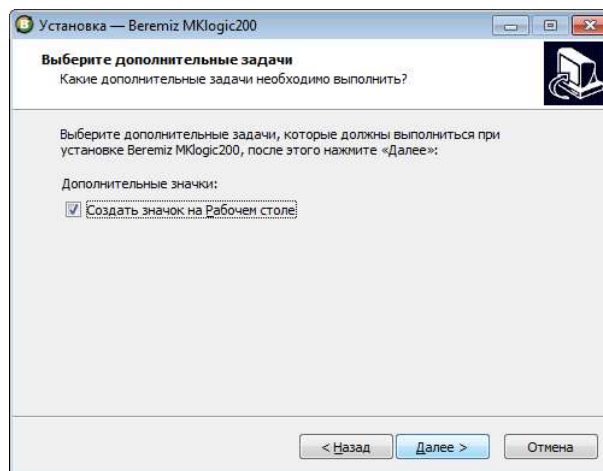 Установка — Beremiz MKlogic200
Выберите дополнительные задачи
Какие дополнительные задачи необходимо выполнить?
Выберите дополнительные задачи, которые должны выполниться при
установке Beremiz MKlogic200, после этого нажмите «Далее»:
Дополнительные значки:
Создать значок на Рабочем столе
< Назад
Далее >
Отмена